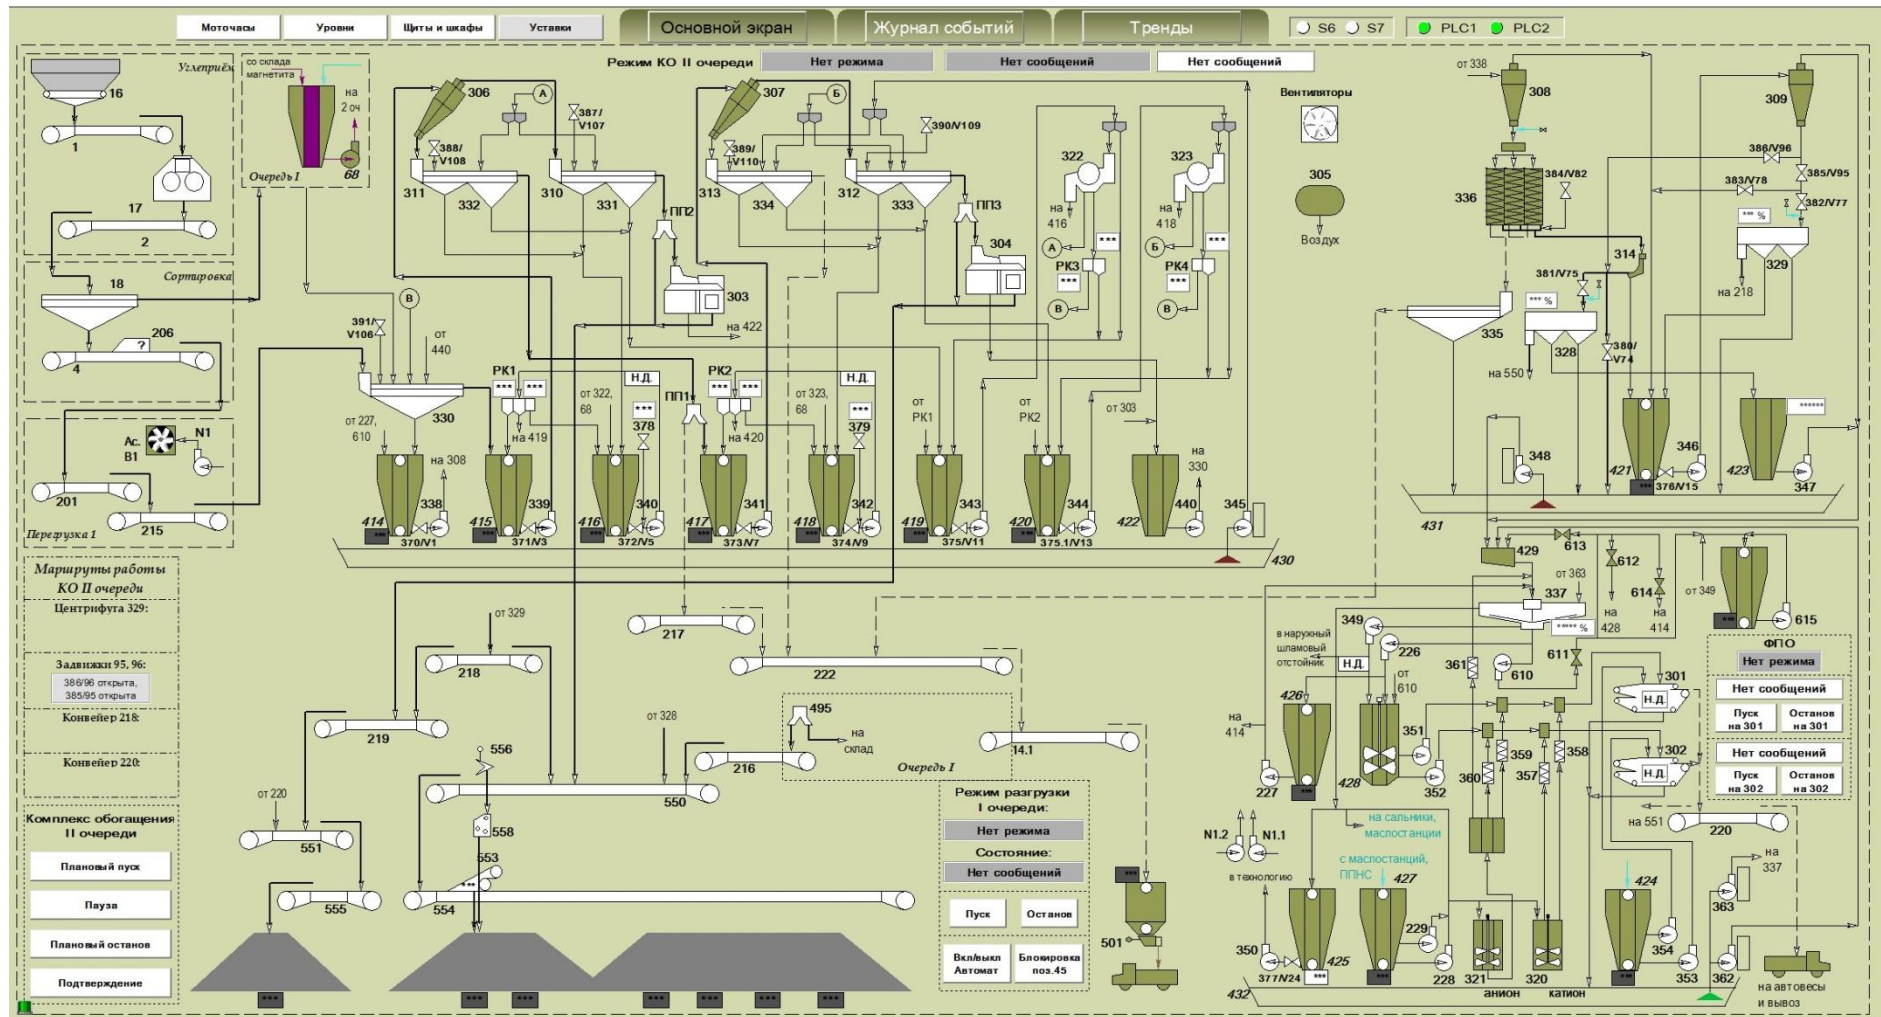 Моточасы
Уровни
Щиты и шкафы
Уставки
Основной экран
Журнал событий
Тренды
S6
S7
PLC1
PLC2
Режим КО II очереди
Нет режима
Нет сообщений
Нет сообщений
Углеприём
16
1
17
2
Сортировка
18
206
?
4
Ас.
В1
N1
201
215
Перегрузка 1
со склада
магнетита
на
2 оч
68
Очередь I
306
388/
V108
А
387/
V107
311
332
310
331
ПП2
303
на 422
307
389/
V110
Б
390/V109
313
334
312
333
ПП3
304
322
на
416
А
***
РК3
***
В
323
на
418
Б
***
РК4
***
В
Вентиляторы
305
Воздух
391/
V106
В
от
440
330
от 227,
610
на 308
338
414
***
370/V1
РК1
***
***
на 419
339
415
***
371/V3
от 322,
68
Н.Д.
***
378
340
416
***
372/V5
ПП1
341
417
***
373/V7
РК2
***
***
на 420
от 323,
68
Н.Д.
***
379
342
418
***
374/V9
от
РК1
343
419
***
375/V11
от
РК2
344
420
***
375.1/V13
от 303
на
330
440
422
345
430
от 338
308
309
386/V96
385/V95
384/V82
383/V78
382/V77
336
*** %
314
329
на 218
381/V75
*** %
335
328
380/
V74
на 550
******
348
346
421
***
376/V15
423
347
431
Маршруты работы
КО II очереди
Центрифуга 329:
Задвижки 95, 96:
386/96 открыта,
385/95 открыта
Конвейер 218:
Конвейер 220:
Комплекс обогащения
II очереди
Плановый пуск
Пауза
Плановый останов
Подтверждение
217
от 329
218
222
219
от 328
495
на
склад
216
Очередь I
14.1
556
550
от 220
551
558
553
***
555
554
***
***
***
***
***
***
***
Режим разгрузки
I очереди:
Нет режима
Состояние:
Нет сообщений
Пуск
Останов
Вкл/выкл
Автомат
Блокировка
поз.45
***
501
429
613
612
614
от 363
337
***** %
на
428
на
414
от 349
***
615
349
в наружный
шламовый
отстойник
Н.Д.
226
от
610
361
610
611
426
на
414
227
***
428
351
352
359
358
360
357
301
Н.Д.
302
Н.Д.
ФПО
Нет режима
Нет сообщений
Пуск
на 301
Останов
на 301
Нет сообщений
Пуск
на 302
Останов
на 302
на 551
220
N1.2
N1.1
в технологию
на сальники,
маслостанции
с маслостанций,
ППНС
427
350
377/V24
***
425
***
229
228
321
320
анион
катион
424
***
354
353
на
337
363
362
432
на автовесы
и вывоз